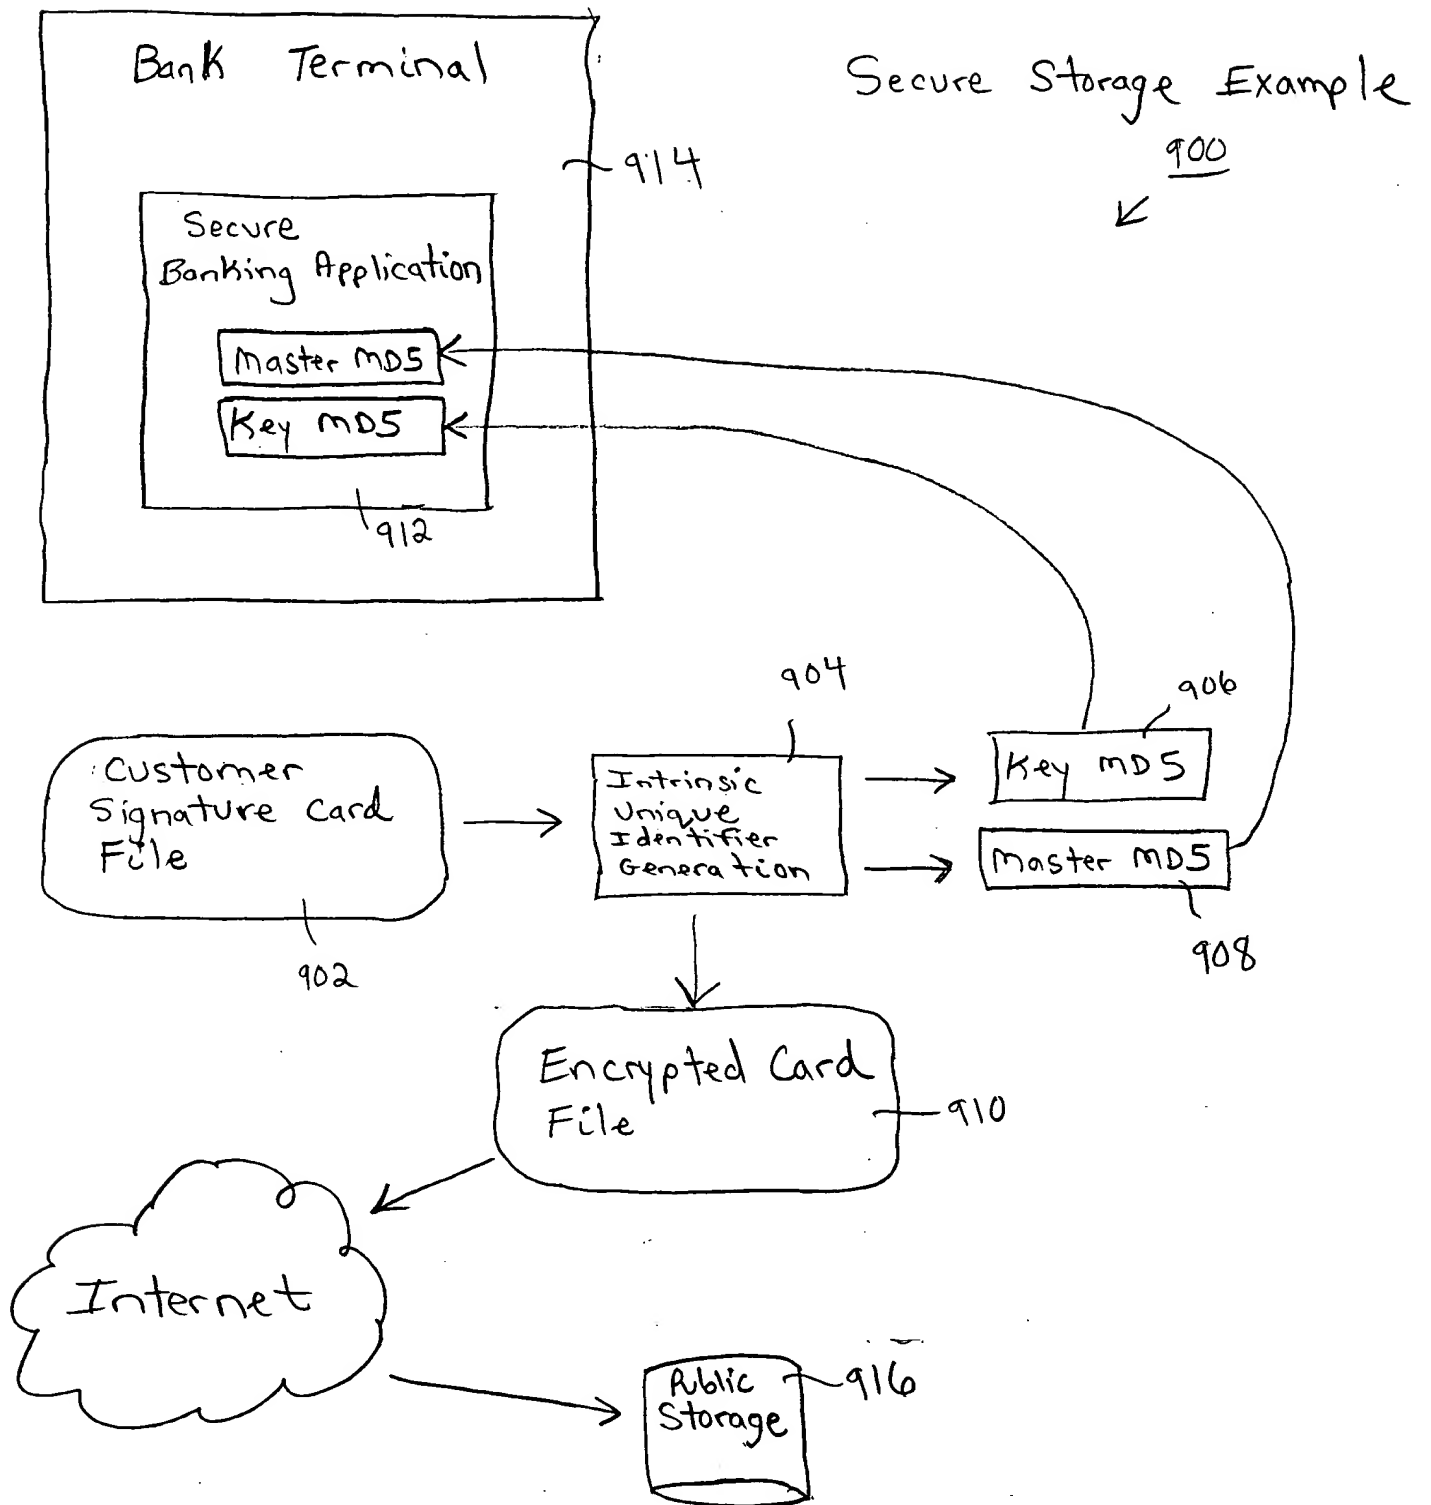 Bank Terminal
Secure Storage Example
900
914
Secure
Banking Application
Master MD5
Key MD5
912
904
906
Customer
Signature Card
File
Intrinsic
Unique
Identifier
Generation
Key MD5
Master MD5
902
908
Encrypted Card
File
910
Internet
Public
Storage
916